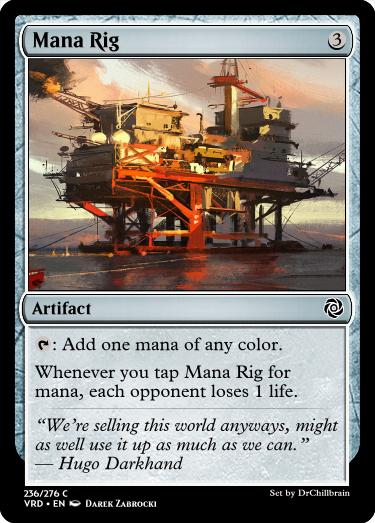 Mana Rig 3
Artifact
: Add one mana of any color.
Whenever you tap Mana Rig for
mana, each opponent loses 1 life.
“We’re selling this world anyways, might
as well use it up as much as we can.”
— Hugo Darkhand
236/276 C
VRD • EN DAREK ZABROCKI
Set by DrChillbrain